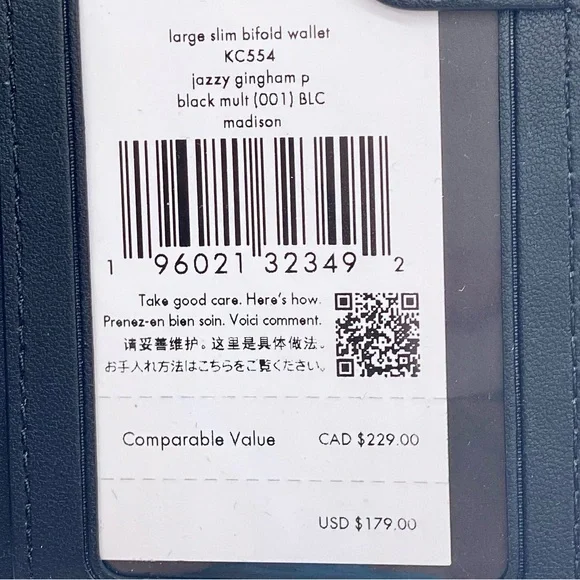 large slim bifold wallet
KC554
jazzy gingham p
black mult (001) BLC
madison
1 96021 32349 2
Take good care. Here's how.
Prenez-en bien soin. Voici comment.
请妥善维护。这里是具体做法。
お手入れ方法はこちらをご覧ください。
Comparable Value CAD $229.00
USD $179.00